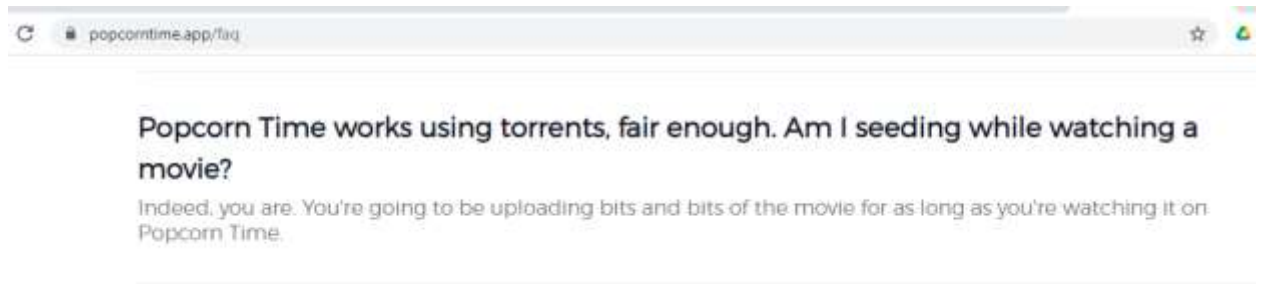 popcorntime.app/faq
Popcorn Time works using torrents, fair enough. Am I seeding while watching a
movie?
Indeed, you are. You're going to be uploading bits and bits of the movie for as long as you're watching it on
Popcorn Time.